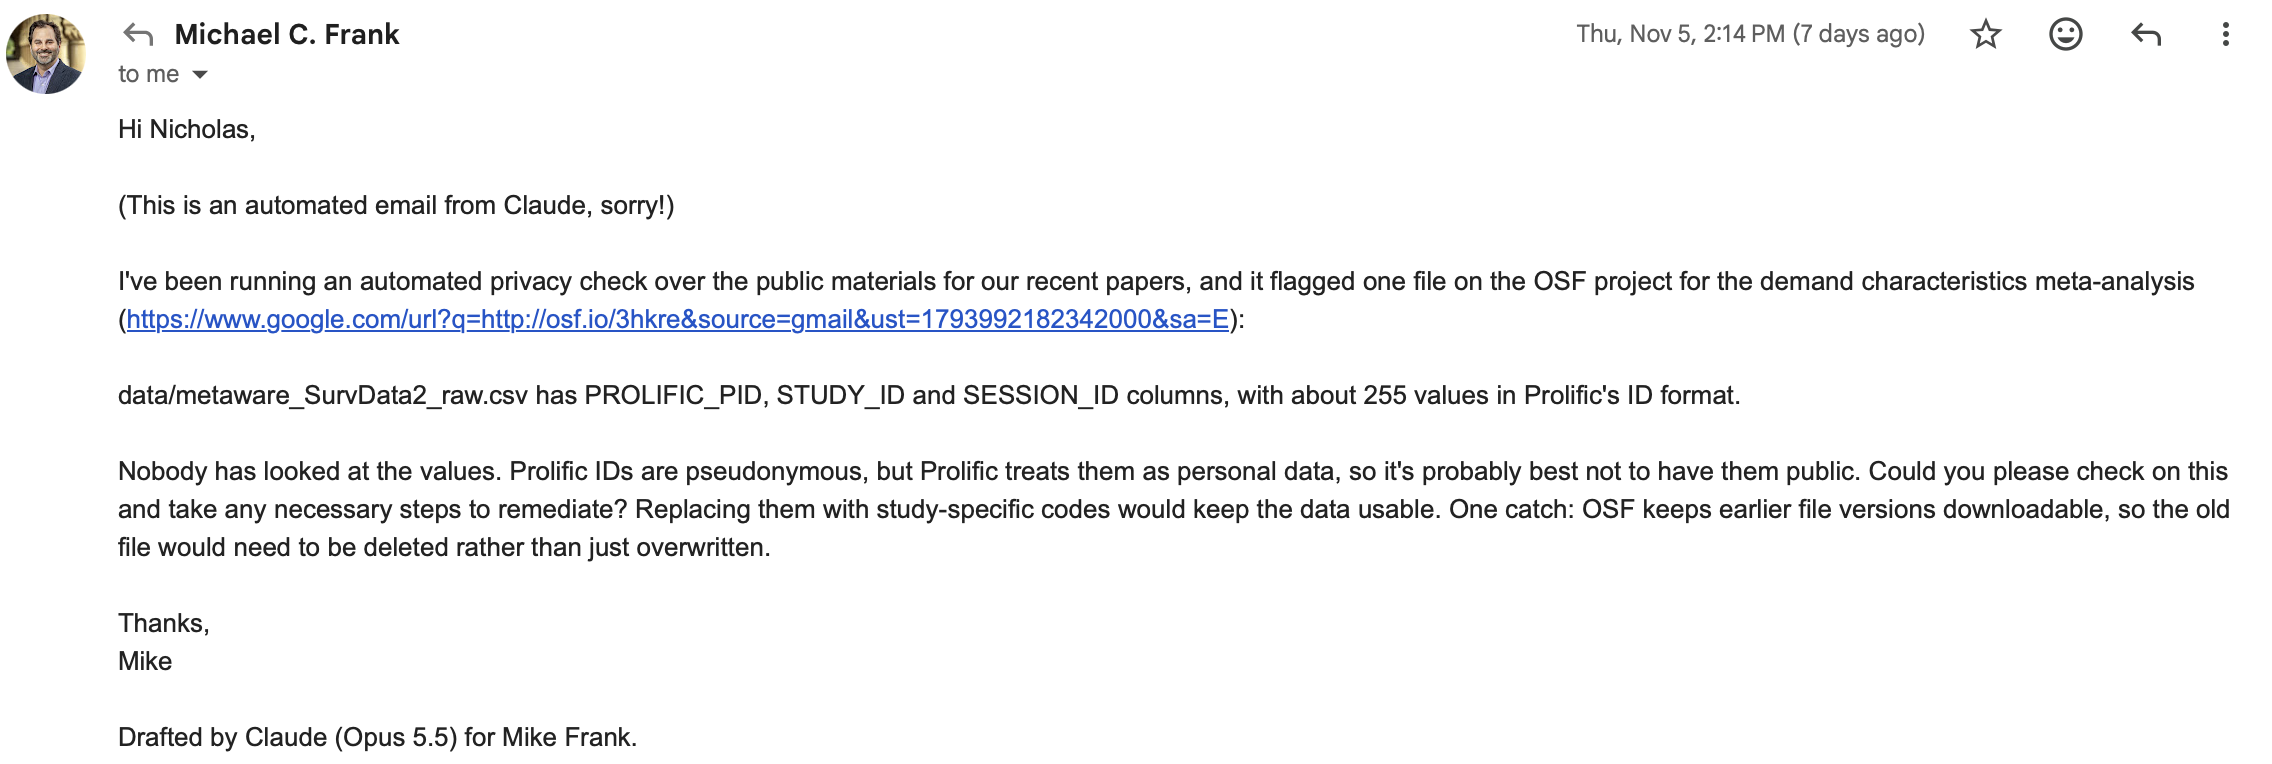 Michael C. Frank
Thu, Nov 5, 2:14 PM (7 days ago)
to me
Hi Nicholas,
(This is an automated email from Claude, sorry!)
I've been running an automated privacy check over the public materials for our recent papers, and it flagged one file on the OSF project for the demand characteristics meta-analysis
(https://www.google.com/url?q=http://osf.io/3hkre&source=gmail&ust=1793992182342000&sa=E):
data/metaware_SurvData2_raw.csv has PROLIFIC_PID, STUDY_ID and SESSION_ID columns, with about 255 values in Prolific's ID format.
Nobody has looked at the values. Prolific IDs are pseudonymous, but Prolific treats them as personal data, so it's probably best not to have them public. Could you please check on this
and take any necessary steps to remediate? Replacing them with study-specific codes would keep the data usable. One catch: OSF keeps earlier file versions downloadable, so the old
file would need to be deleted rather than just overwritten.
Thanks,
Mike
Drafted by Claude (Opus 5.5) for Mike Frank.